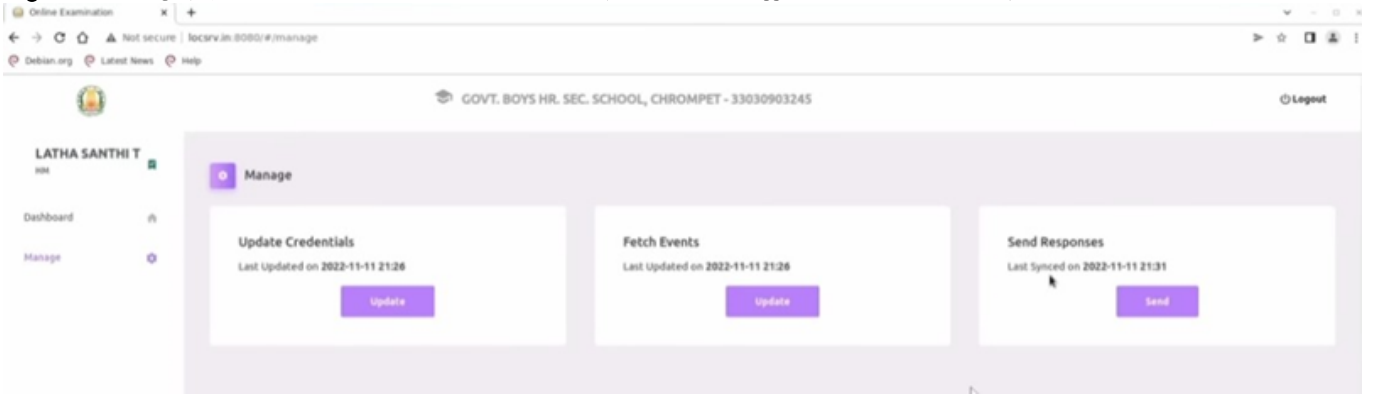 Online Examination
Not secure | locsrv.in:8080/#/manage
Debian.org Latest News Help
GOVT. BOYS HR. SEC. SCHOOL, CHROMPET - 33030903245
Logout
LATHA SANTHI T
HM
Manage
Dashboard
Manage
Update Credentials
Last Updated on 2022-11-11 21:26
Update
Fetch Events
Last Updated on 2022-11-11 21:26
Update
Send Responses
Last Synced on 2022-11-11 21:31
Send